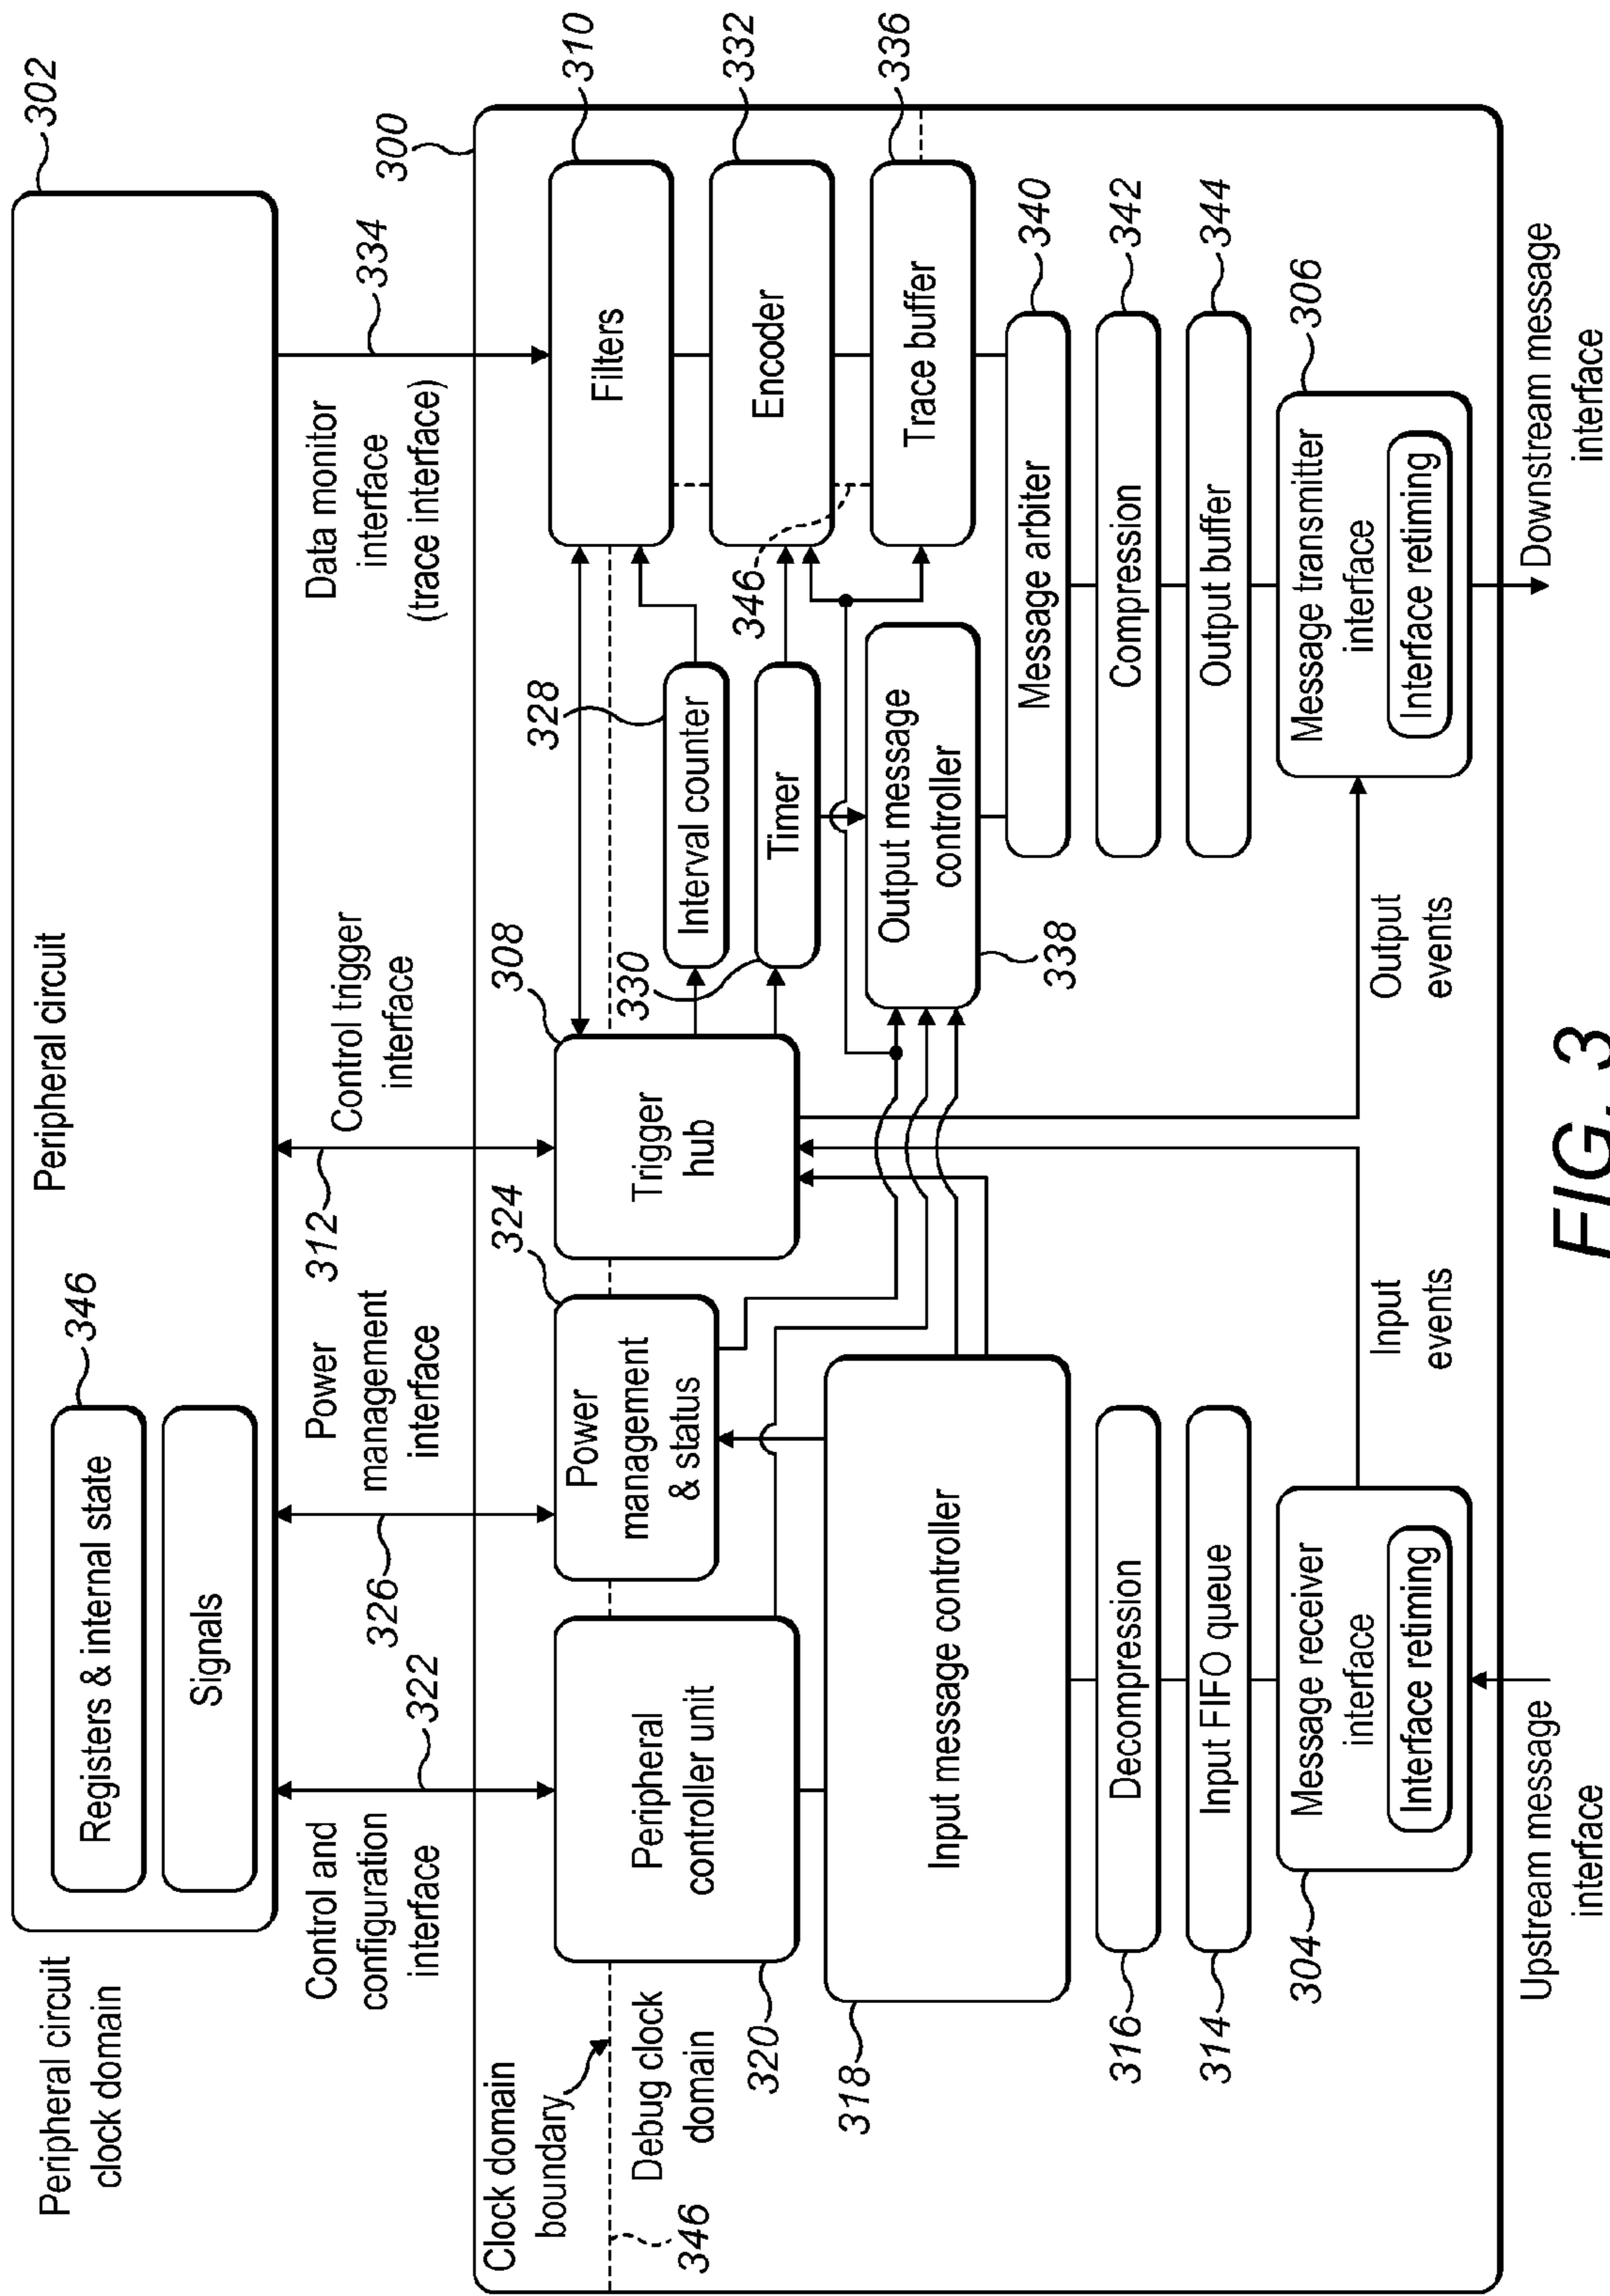 Peripheral circuit
clock domain
Peripheral circuit
302
Registers & internal state
346
Signals
Control and
configuration
interface
322
326
Power
management
interface
312
Control trigger
interface
Data monitor
interface
(trace interface)
334
300
Clock domain
boundary
Debug clock
domain
346
Peripheral
controller unit
320
Power
management
& status
324
Trigger
hub
308
328
Interval counter
330
Timer
Filters
310
Encoder
332
346
Trace buffer
336
Input message controller
318
Output message
controller
338
Message arbiter
340
Decompression
316
Compression
342
Input FIFO queue
314
Output buffer
344
Message receiver
interface
Interface retiming
304
Input
events
Output
events
Message transmitter
interface
Interface retiming
306
Upstream message
interface
Downstream message
interface
FIG. 3